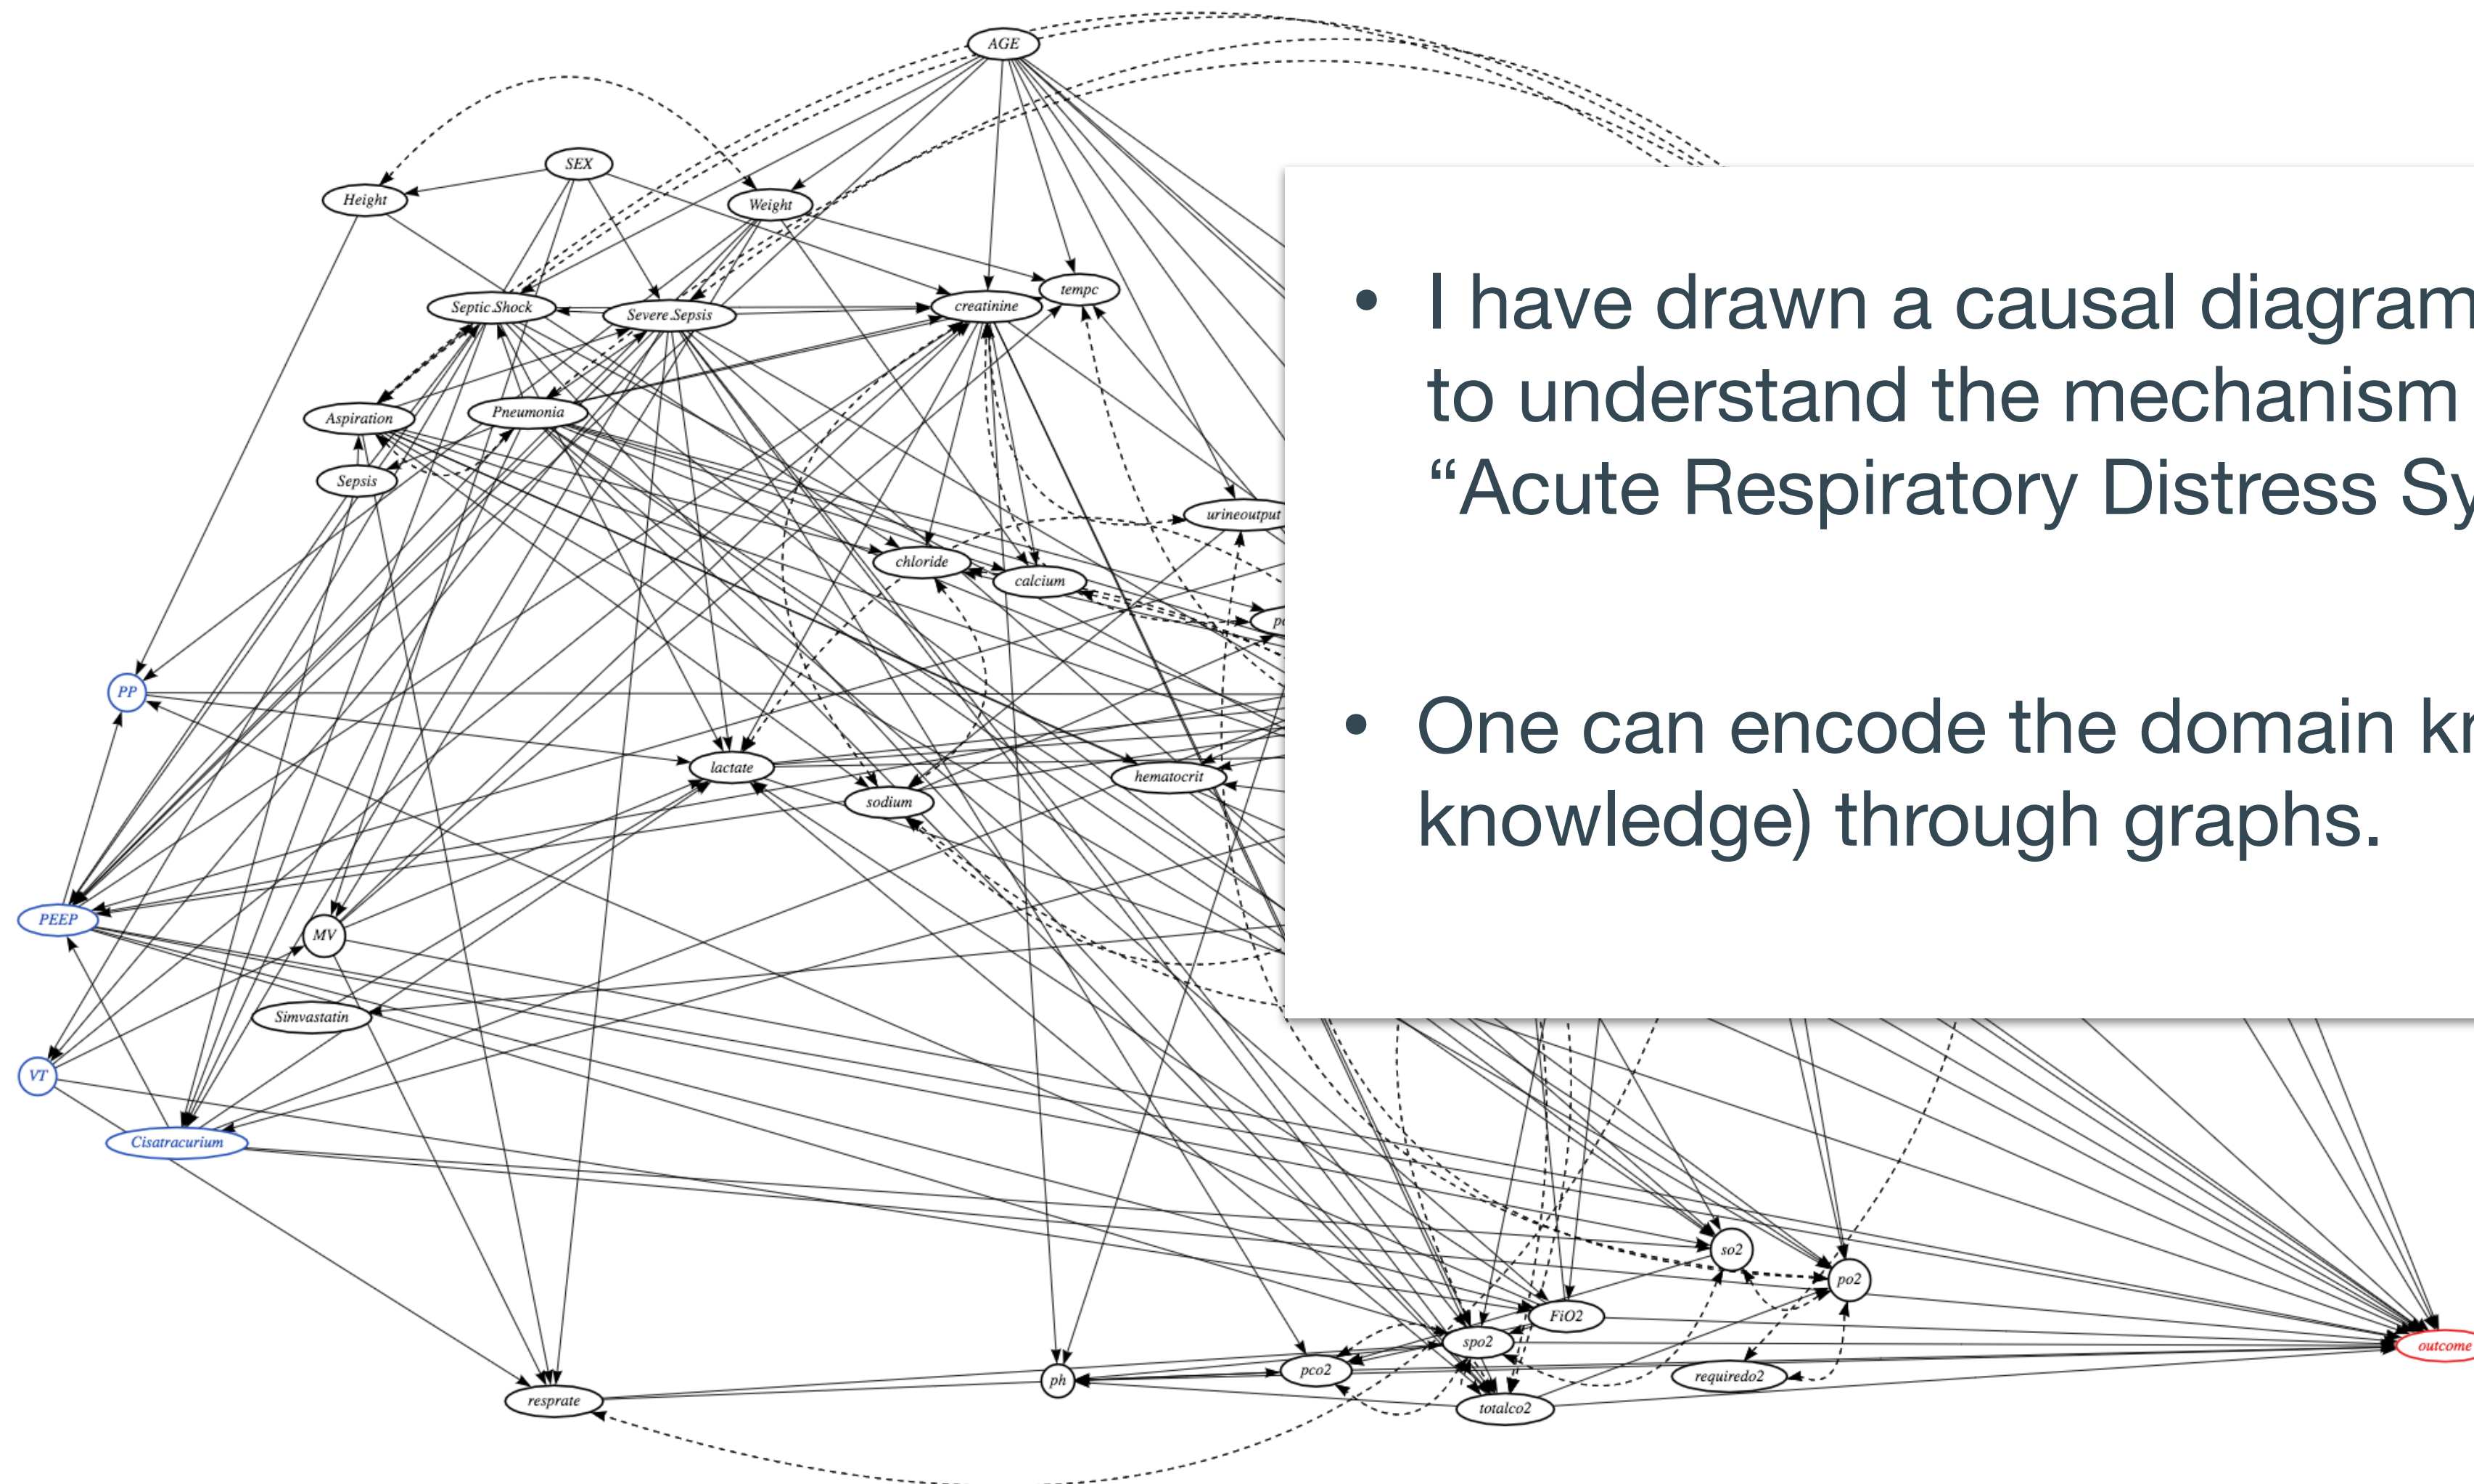 AGE
SEX
Height
Weight
tempc
Septic.Shock
Severe.Sepsis
creatinine
Aspiration
Pneumonia
Sepsis
urineoutput
chloride
calcium
PP
lactate
hematocrit
sodium
PEEP
MV
Simvastatin
VT
Cisatracurium
so2
po2
FiO2
spo2
outcome
pco2
requiredo2
ph
resprate
totalco2
• I have drawn a causal diagram
to understand the mechanism
“Acute Respiratory Distress Sy
• One can encode the domain
knowledge) through graphs.